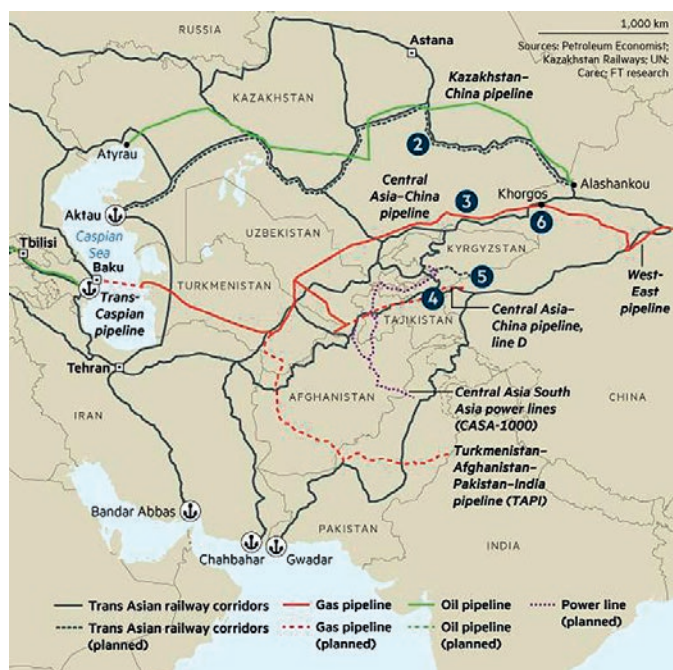 1,000 km
Sources: Petroleum Economist;
Kazakhstan Railways; UN;
Carec; FT research
RUSSIA
Astana
KAZAKHSTAN
Kazakhstan–
China pipeline
Atyrau
2
Alashankou
Aktau
Central
Asia–China
pipeline
3
Khorgos
6
Caspian
Sea
UZBEKISTAN
KYRGYZSTAN
Tbilisi
Baku
Trans-
Caspian
pipeline
TURKMENISTAN
5
4
West-
East
pipeline
TAJIKISTAN
Central Asia–
China pipeline,
line D
Tehran
AFGHANISTAN
Central Asia South
Asia power lines
(CASA-1000)
CHINA
IRAN
Turkmenistan–
Afghanistan–
Pakistan–India
pipeline (TAPI)
Bandar Abbas
PAKISTAN
Chahbahar
Gwadar
INDIA
Trans Asian railway corridors
Gas pipeline
Oil pipeline
Power line
(planned)
Trans Asian railway corridors
(planned)
Gas pipeline
(planned)
Oil pipeline
(planned)